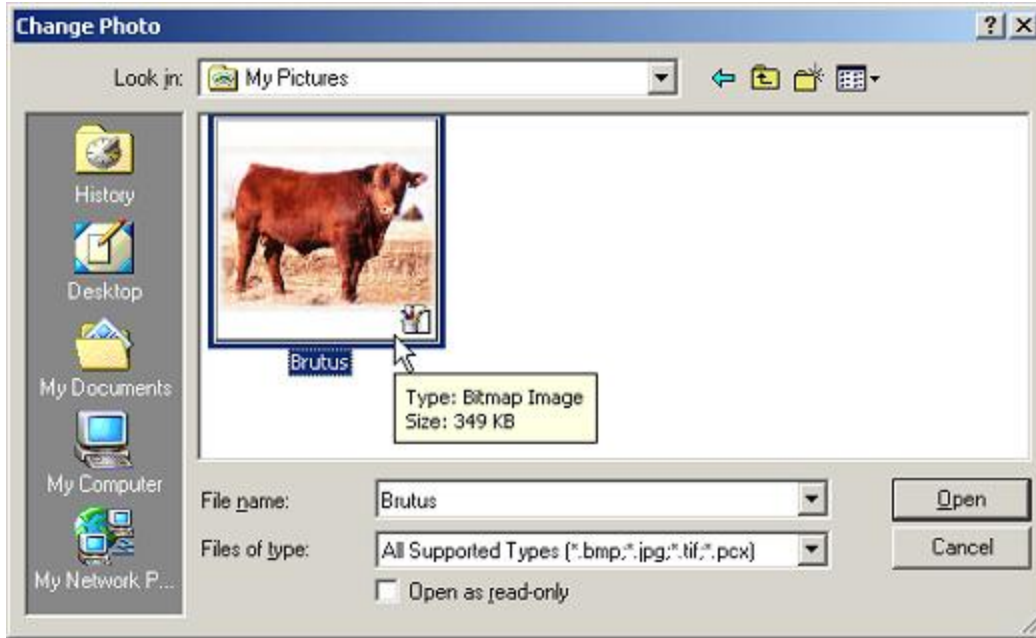 Change Photo
Look in:
My Pictures
History
Desktop
My Documents
My Computer
My Network P...
Brutus
Type: Bitmap Image
Size: 349 KB
File name:
Brutus
Open
Files of type:
All Supported Types (*.bmp;*.jpg;*.tif;*.pcx)
Cancel
Open as read-only